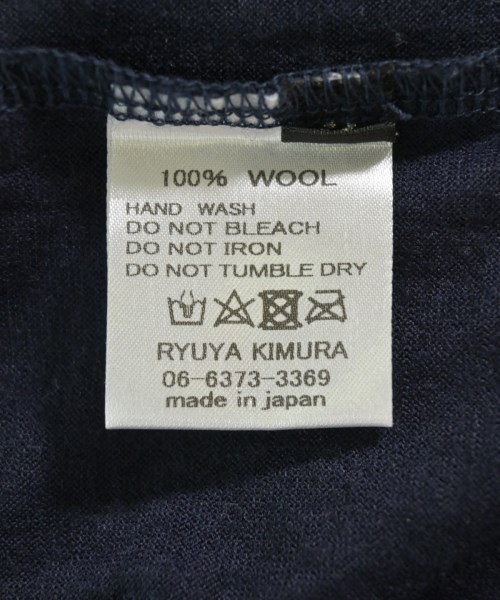 100% WOOL
HAND WASH
DO NOT BLEACH
DO NOT IRON
DO NOT TUMBLE DRY
RYUYA KIMURA
06-6373-3369
made in japan